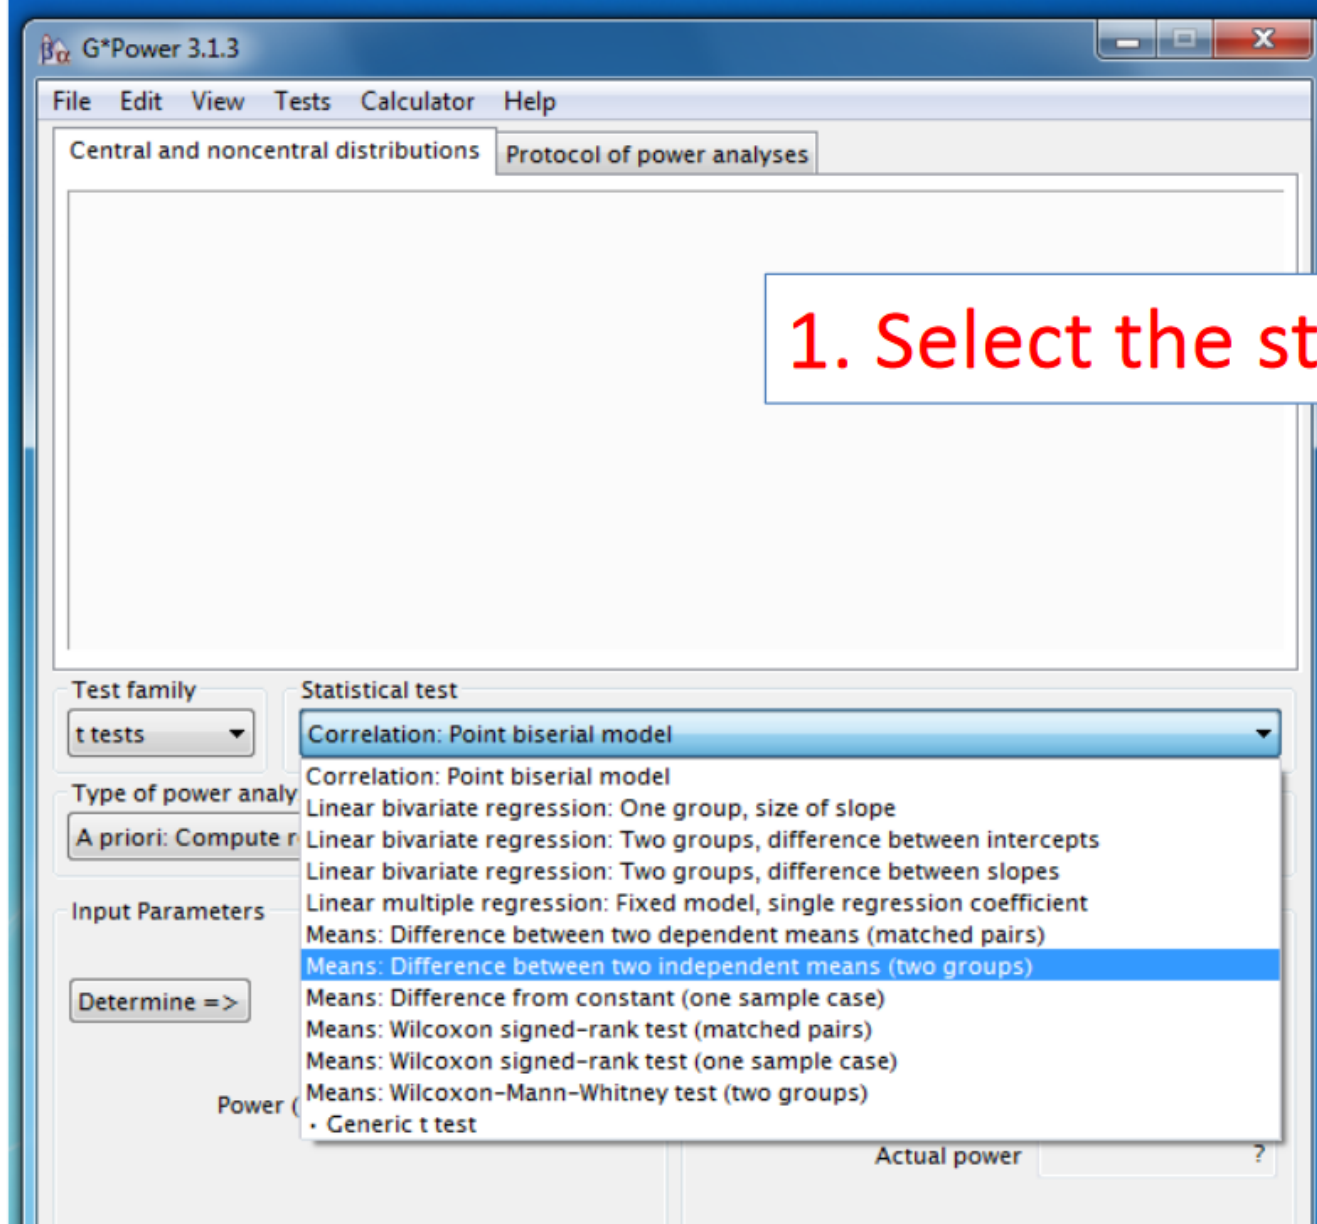 βα G*Power 3.1.3
File Edit View Tests Calculator Help
Central and noncentral distributions Protocol of power analyses
1. Select the st
Test family Statistical test
t tests Correlation: Point biserial model
Correlation: Point biserial model
Type of power analy
Linear bivariate regression: One group, size of slope
A priori: Compute r
Linear bivariate regression: Two groups, difference between intercepts
Linear bivariate regression: Two groups, difference between slopes
Input Parameters
Linear multiple regression: Fixed model, single regression coefficient
Means: Difference between two dependent means (matched pairs)
Means: Difference between two independent means (two groups)
Determine =>
Means: Difference from constant (one sample case)
Means: Wilcoxon signed-rank test (matched pairs)
Means: Wilcoxon signed-rank test (one sample case)
Power (
Means: Wilcoxon-Mann-Whitney test (two groups)
• Generic t test
Actual power ?